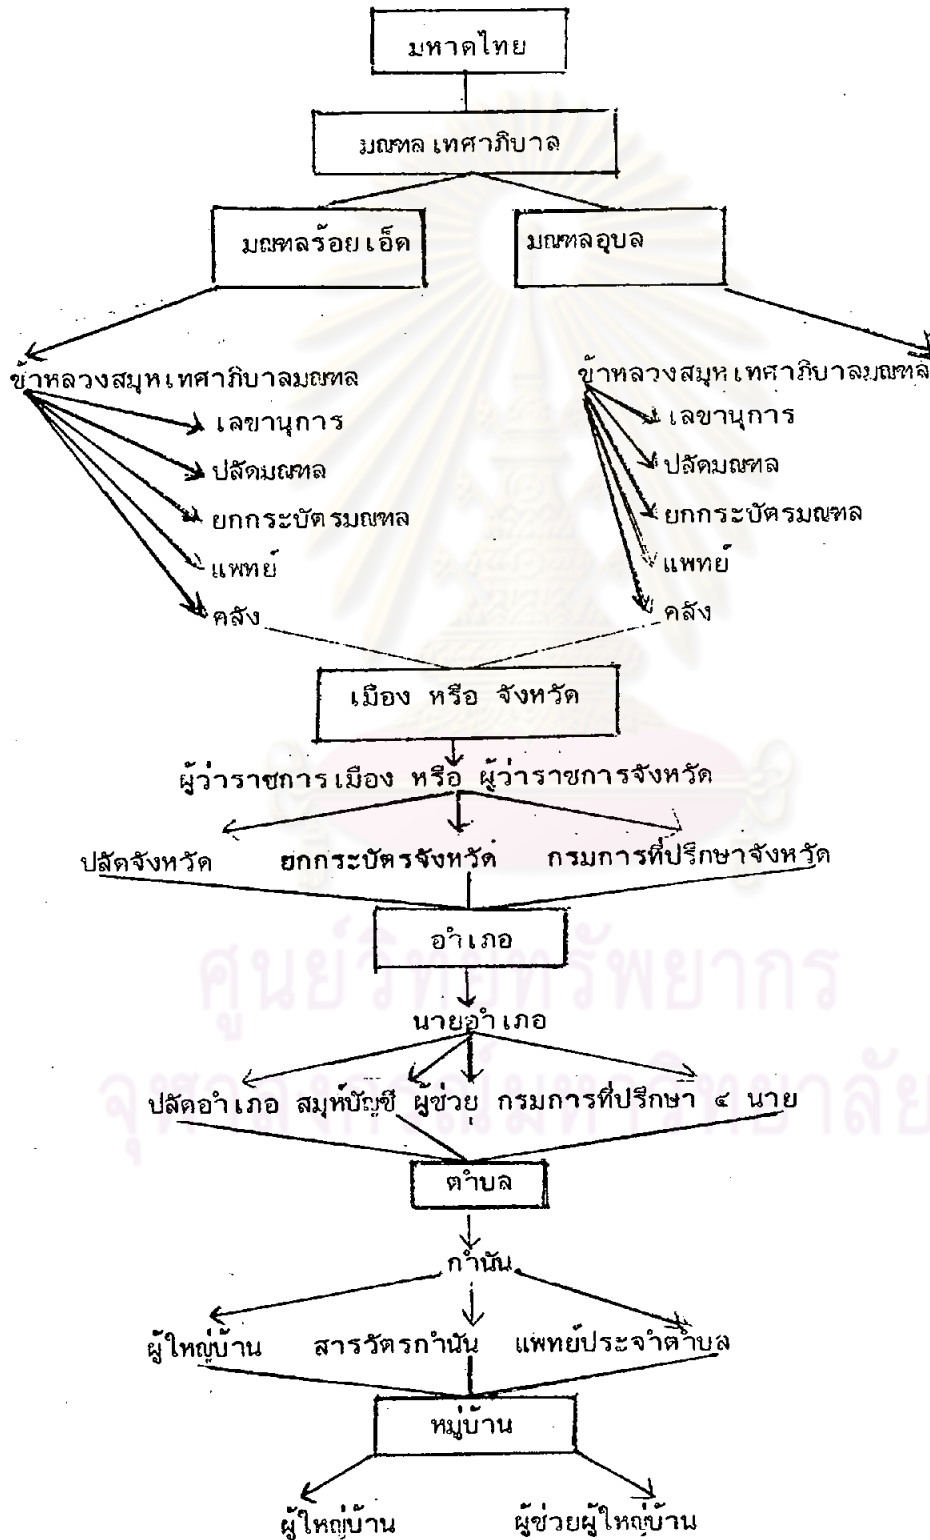 มหาดไทย
มณฑลเทศาภิบาล
มณฑลร้อยเอ็ด
มณฑลอุบล
ข้าหลวงสมุหเทศาภิบาลมณฑล
ข้าหลวงสมุหเทศาภิบาลมณฑล
เลขานุการ
เลขานุการ
ปลัดมณฑล
ปลัดมณฑล
ยกกระบัตรมณฑล
ยกกระบัตรมณฑล
แพทย์
แพทย์
คลัง
คลัง
เมือง หรือ จังหวัด
ผู้ว่าราชการเมือง หรือ ผู้ว่าราชการจังหวัด
ปลัดจังหวัด ยกกระบัตรจังหวัด กรมการที่ปรึกษาจังหวัด
อำเภอ
ศูนย์วิทยทรัพยากร
นายอำเภอ
ปลัดอำเภอ สมุห์บัญชี ผู้ช่วย กรมการที่ปรึกษา ๔ นาย
จุฬาลงกรณ์มหาวิทยาลัย
ตำบล
กำนัน
ผู้ใหญ่บ้าน สารวัตรกำนัน แพทย์ประจำตำบล
หมู่บ้าน
ผู้ใหญ่บ้าน ผู้ช่วยผู้ใหญ่บ้าน